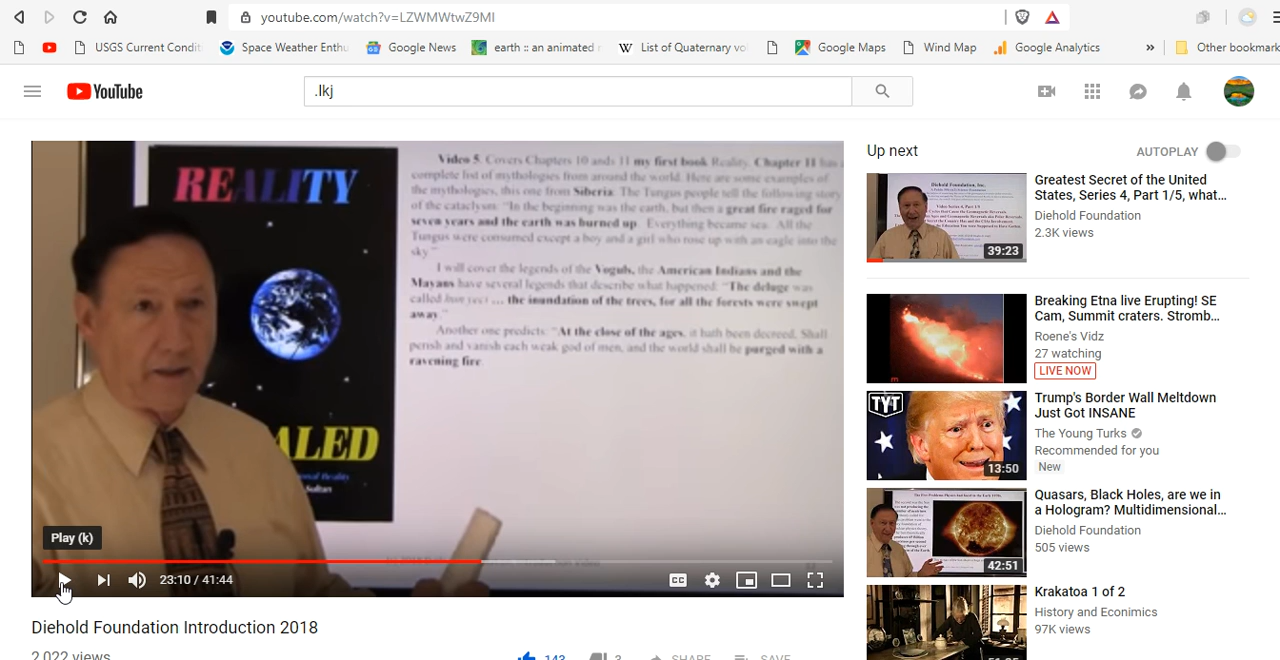 youtube.com/watch?v=LZWMWtwZ9MI
USGS Current Condit
Space Weather Enthu
Google News
earth :: an animated r
W List of Quaternary vo
Google Maps
Wind Map
Google Analytics
»
Other bookmark
YouTube
.lkj
RE ITY
ALED
Sultan
Video 5. Covers Chapters 10 ands 11 my first book Reality. Chapter 11 has
complete list of mythologies from around the world. Here are some examples of
the mythologies, this one from Siberia: The Tungus people tell the following story
of the cataclysm: "In the beginning was the earth, but then a great fire raged for
seven years and the earth was burned up. Everything became sea. All the
Tungus were consumed except a boy and a girl who rose up with an eagle into the
sky."
I will cover the legends of the Voguls, the American Indians and the
Mayans have several legends that describe what happened: "The deluge was
called ... the inundation of the trees, for all the forests were swept
away."
Another one predicts: "At the close of the ages, it hath been decreed, Shall
perish and vanish each weak god of men, and the world shall be purged with a
ravening fire.
Play (k)
23:10 / 41:44
CC
Diehold Foundation Introduction 2018
2,022 views
143
3
SHARE
SAVE
Up next
AUTOPLAY
Diehold Foundation, Inc.
39:23
Greatest Secret of the United
States, Series 4, Part 1/5, what...
Diehold Foundation
2.3K views
Breaking Etna live Erupting! SE
Cam, Summit craters. Stromb...
Roene's Vidz
27 watching
LIVE NOW
TYT
13:50
Trump's Border Wall Meltdown
Just Got INSANE
The Young Turks
Recommended for you
New
42:51
Quasars, Black Holes, are we in
a Hologram? Multidimensional...
Diehold Foundation
505 views
Krakatoa 1 of 2
History and Econimics
97K views